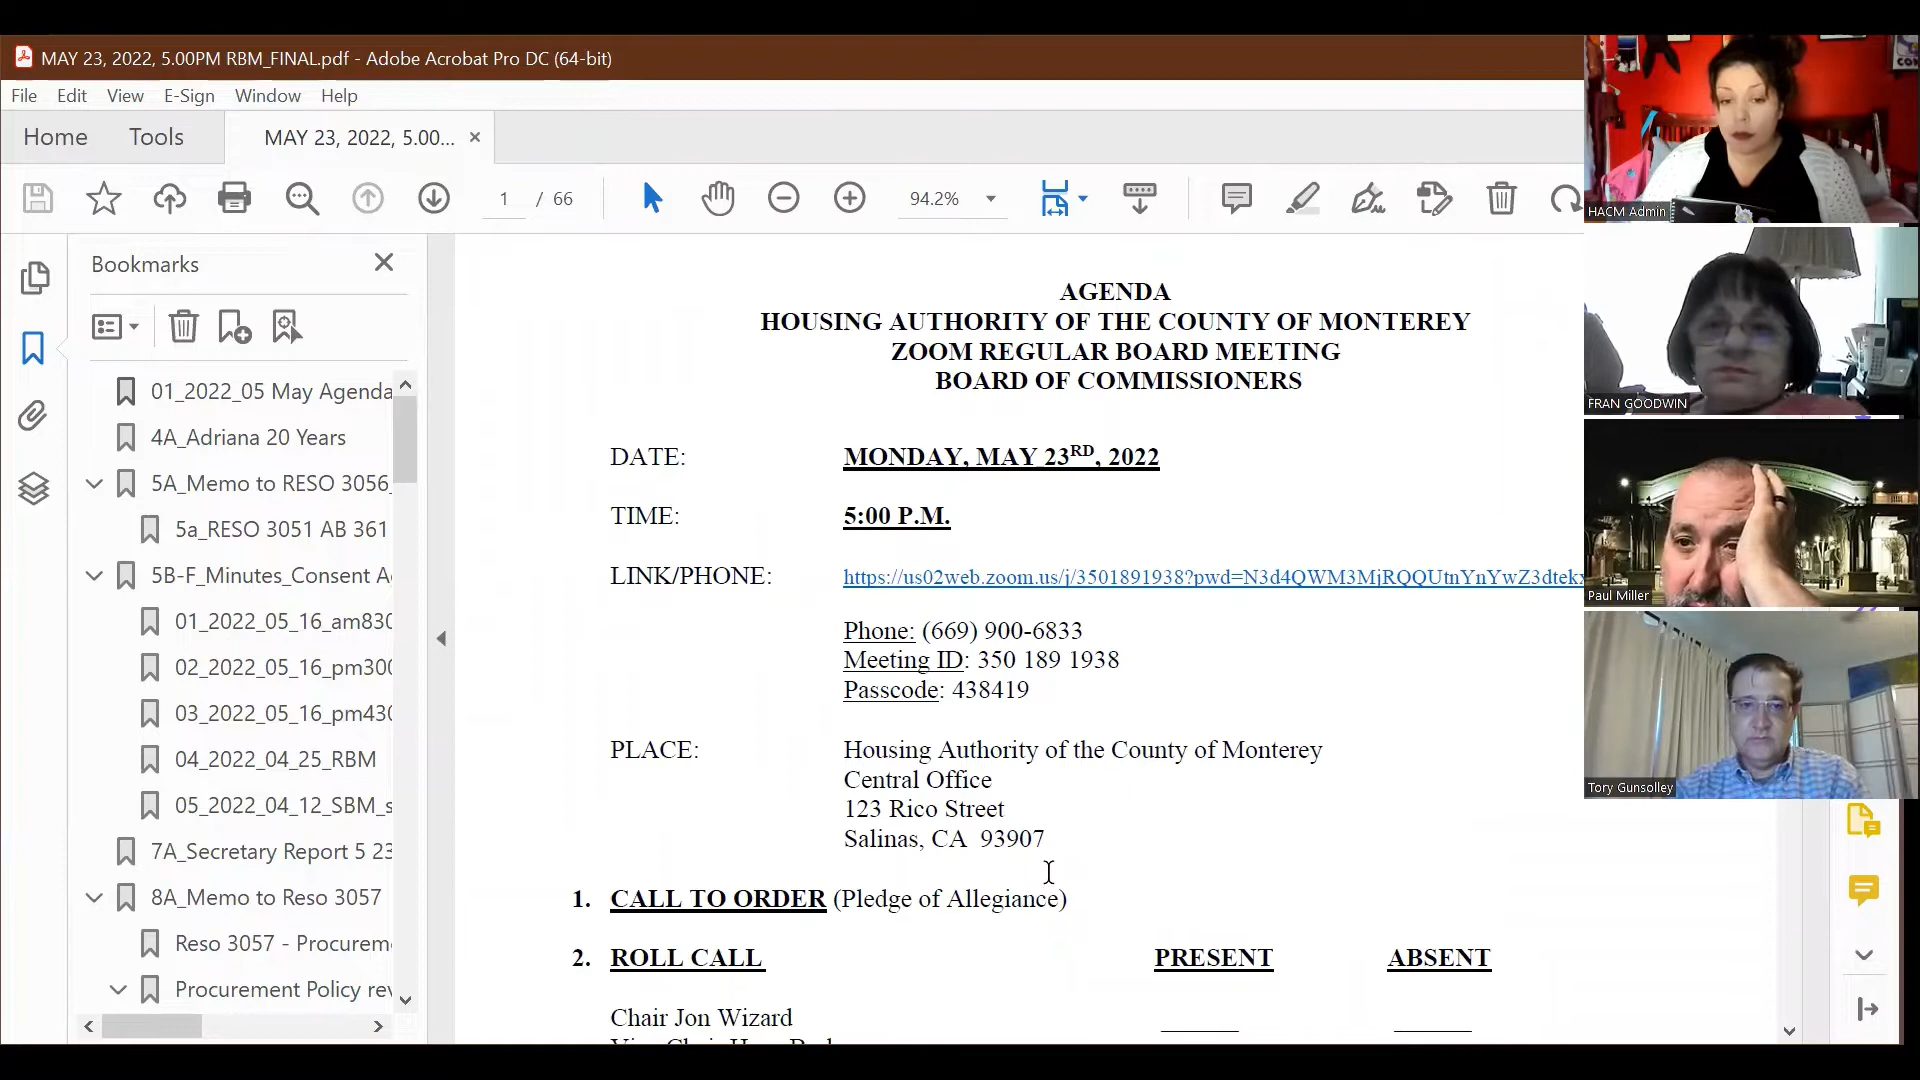 MAY 23, 2022, 5.00PM RBM_FINAL.pdf - Adobe Acrobat Pro DC (64-bit)
File Edit View E-Sign Window Help
Home Tools MAY 23, 2022, 5.00...
1 / 66 94.2%
Bookmarks
01_2022_05 May Agenda
4A_Adriana 20 Years
5A_Memo to RESO 3056_
5a_RESO 3051 AB 361
5B-F_Minutes_Consent A
01_2022_05_16_am830
02_2022_05_16_pm300
03_2022_05_16_pm430
04_2022_04_25_RBM
05_2022_04_12_SBM_s
7A_Secretary Report 5 23
8A_Memo to Reso 3057
Reso 3057 - Procurem
Procurement Policy rev
AGENDA
HOUSING AUTHORITY OF THE COUNTY OF MONTEREY
ZOOM REGULAR BOARD MEETING
BOARD OF COMMISSIONERS
DATE: MONDAY, MAY 23RD, 2022
TIME: 5:00 P.M.
LINK/PHONE: https://us02web.zoom.us/j/3501891938?pwd=N3d4QWM3MjRQQUtnYnYwZ3dtek
Phone: (669) 900-6833
Meeting ID: 350 189 1938
Passcode: 438419
PLACE: Housing Authority of the County of Monterey
Central Office
123 Rico Street
Salinas, CA 93907
1. CALL TO ORDER (Pledge of Allegiance)
2. ROLL CALL PRESENT ABSENT
Chair Jon Wizard
HACM Admin
FRAN GOODWIN
Paul Miller
Tory Gunsolley